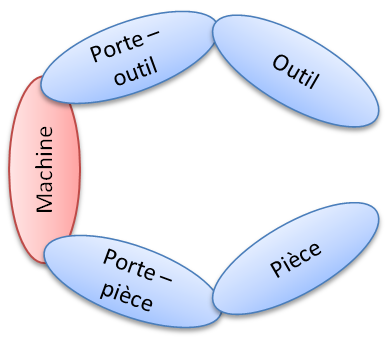 Porte –
outil
Outil
Machine
Porte –
pièce
Pièce